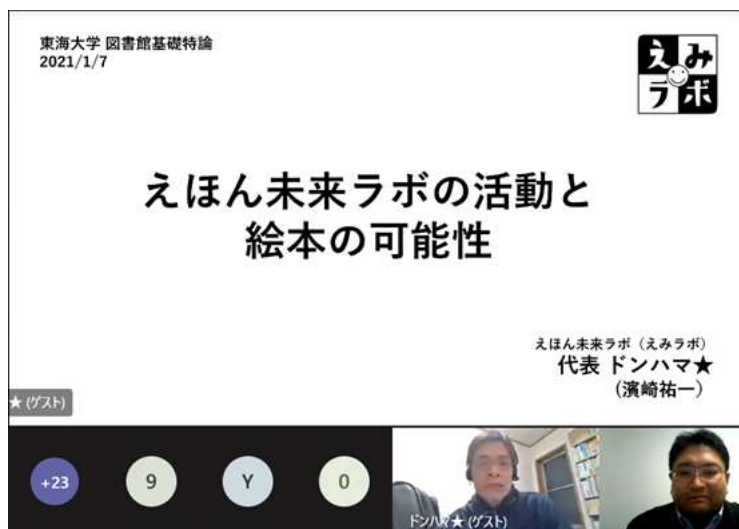 東海大学 図書館基礎特論
2021/1/7
えみ
ラボ
えほん未来ラボの活動と
絵本の可能性
えほん未来ラボ（えみラボ）
代表 ドンハマ★
(濱崎祐一)
★ (ゲスト)
+23
9
Y
0
ドンハマ★ (ゲスト)